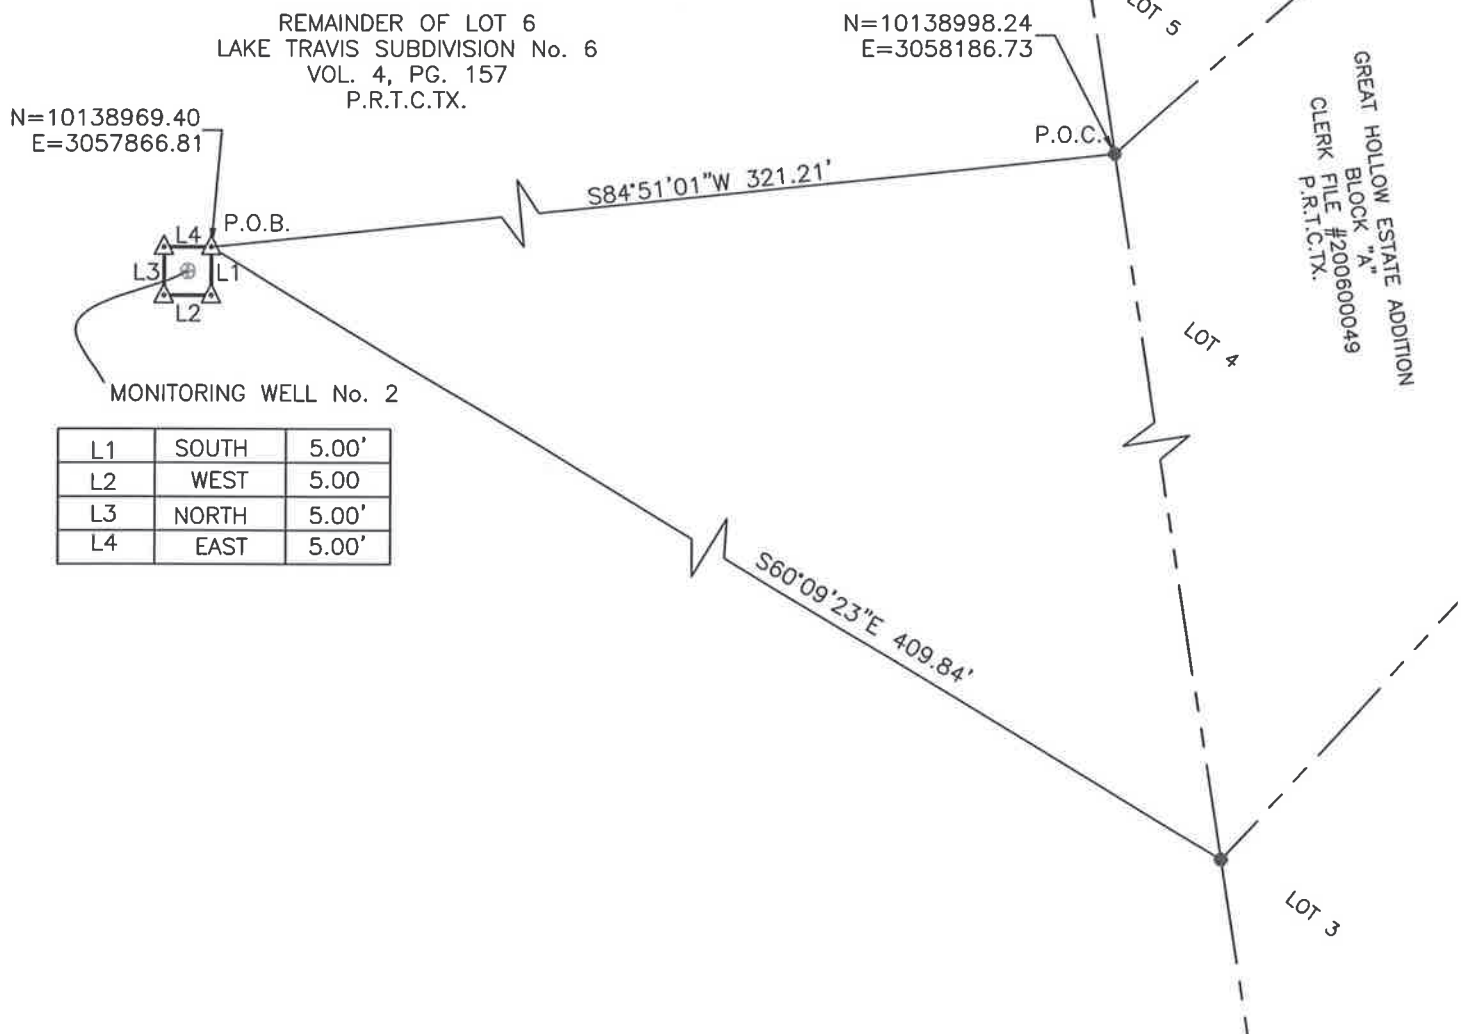 REMAINDER OF LOT 6
LAKE TRAVIS SUBDIVISION No. 6
VOL. 4, PG. 157
P.R.T.C.TX.
N=10138998.24
E=3058186.73
LOT 5
GREAT HOLLOW ESTATE ADDITION
BLOCK "A"
CLERK FILE #200600049
P.R.T.C.TX.
N=10138969.40
E=3057866.81
P.O.C.
S84°51'01"W 321.21'
P.O.B.
L4
L3
L1
L2
LOT 4
MONITORING WELL No. 2
L1 SOUTH 5.00'
L2 WEST 5.00
L3 NORTH 5.00'
L4 EAST 5.00'
S60°09'23"E 409.84'
LOT 3